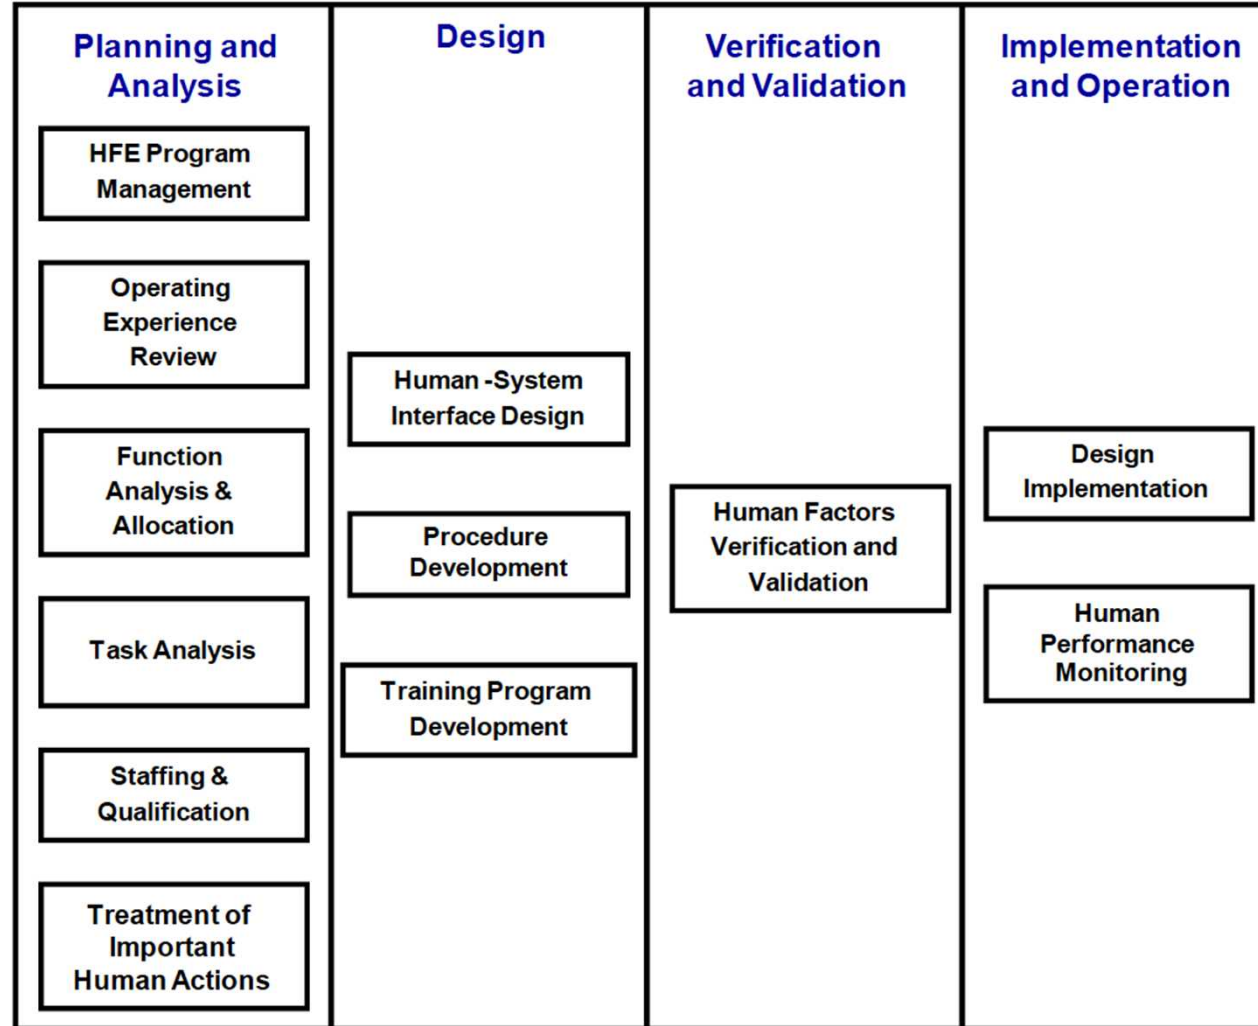 Planning and
Analysis
HFE Program
Management
Operating
Experience
Review
Function
Analysis &
Allocation
Task Analysis
Staffing &
Qualification
Treatment of
Important
Human Actions
Design
Human -System
Interface Design
Procedure
Development
Training Program
Development
Verification
and Validation
Human Factors
Verification and
Validation
Implementation
and Operation
Design
Implementation
Human
Performance
Monitoring